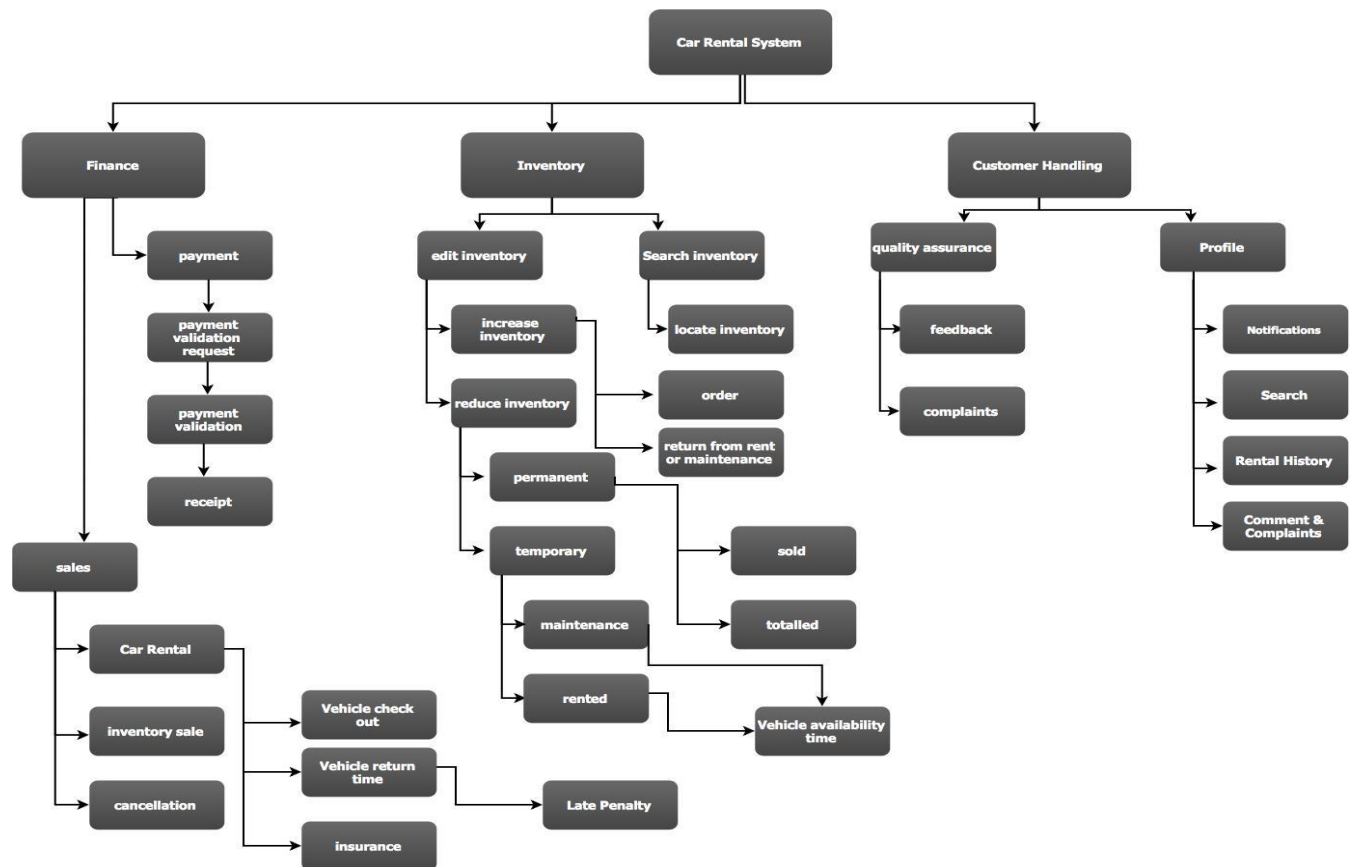 Car Rental System
Finance
Inventory
Customer Handling
payment
edit inventory
Search inventory
quality assurance
Profile
payment
validation
request
increase
inventory
locate inventory
feedback
Notifications
payment
validation
reduce inventory
order
complaints
Search
return from rent
or maintenance
Rental History
receipt
permanent
Comment &
Complaints
sales
temporary
sold
Car Rental
maintenance
totalled
Vehicle check
out
rented
inventory sale
Vehicle availability
time
Vehicle return
time
cancellation
Late Penalty
insurance